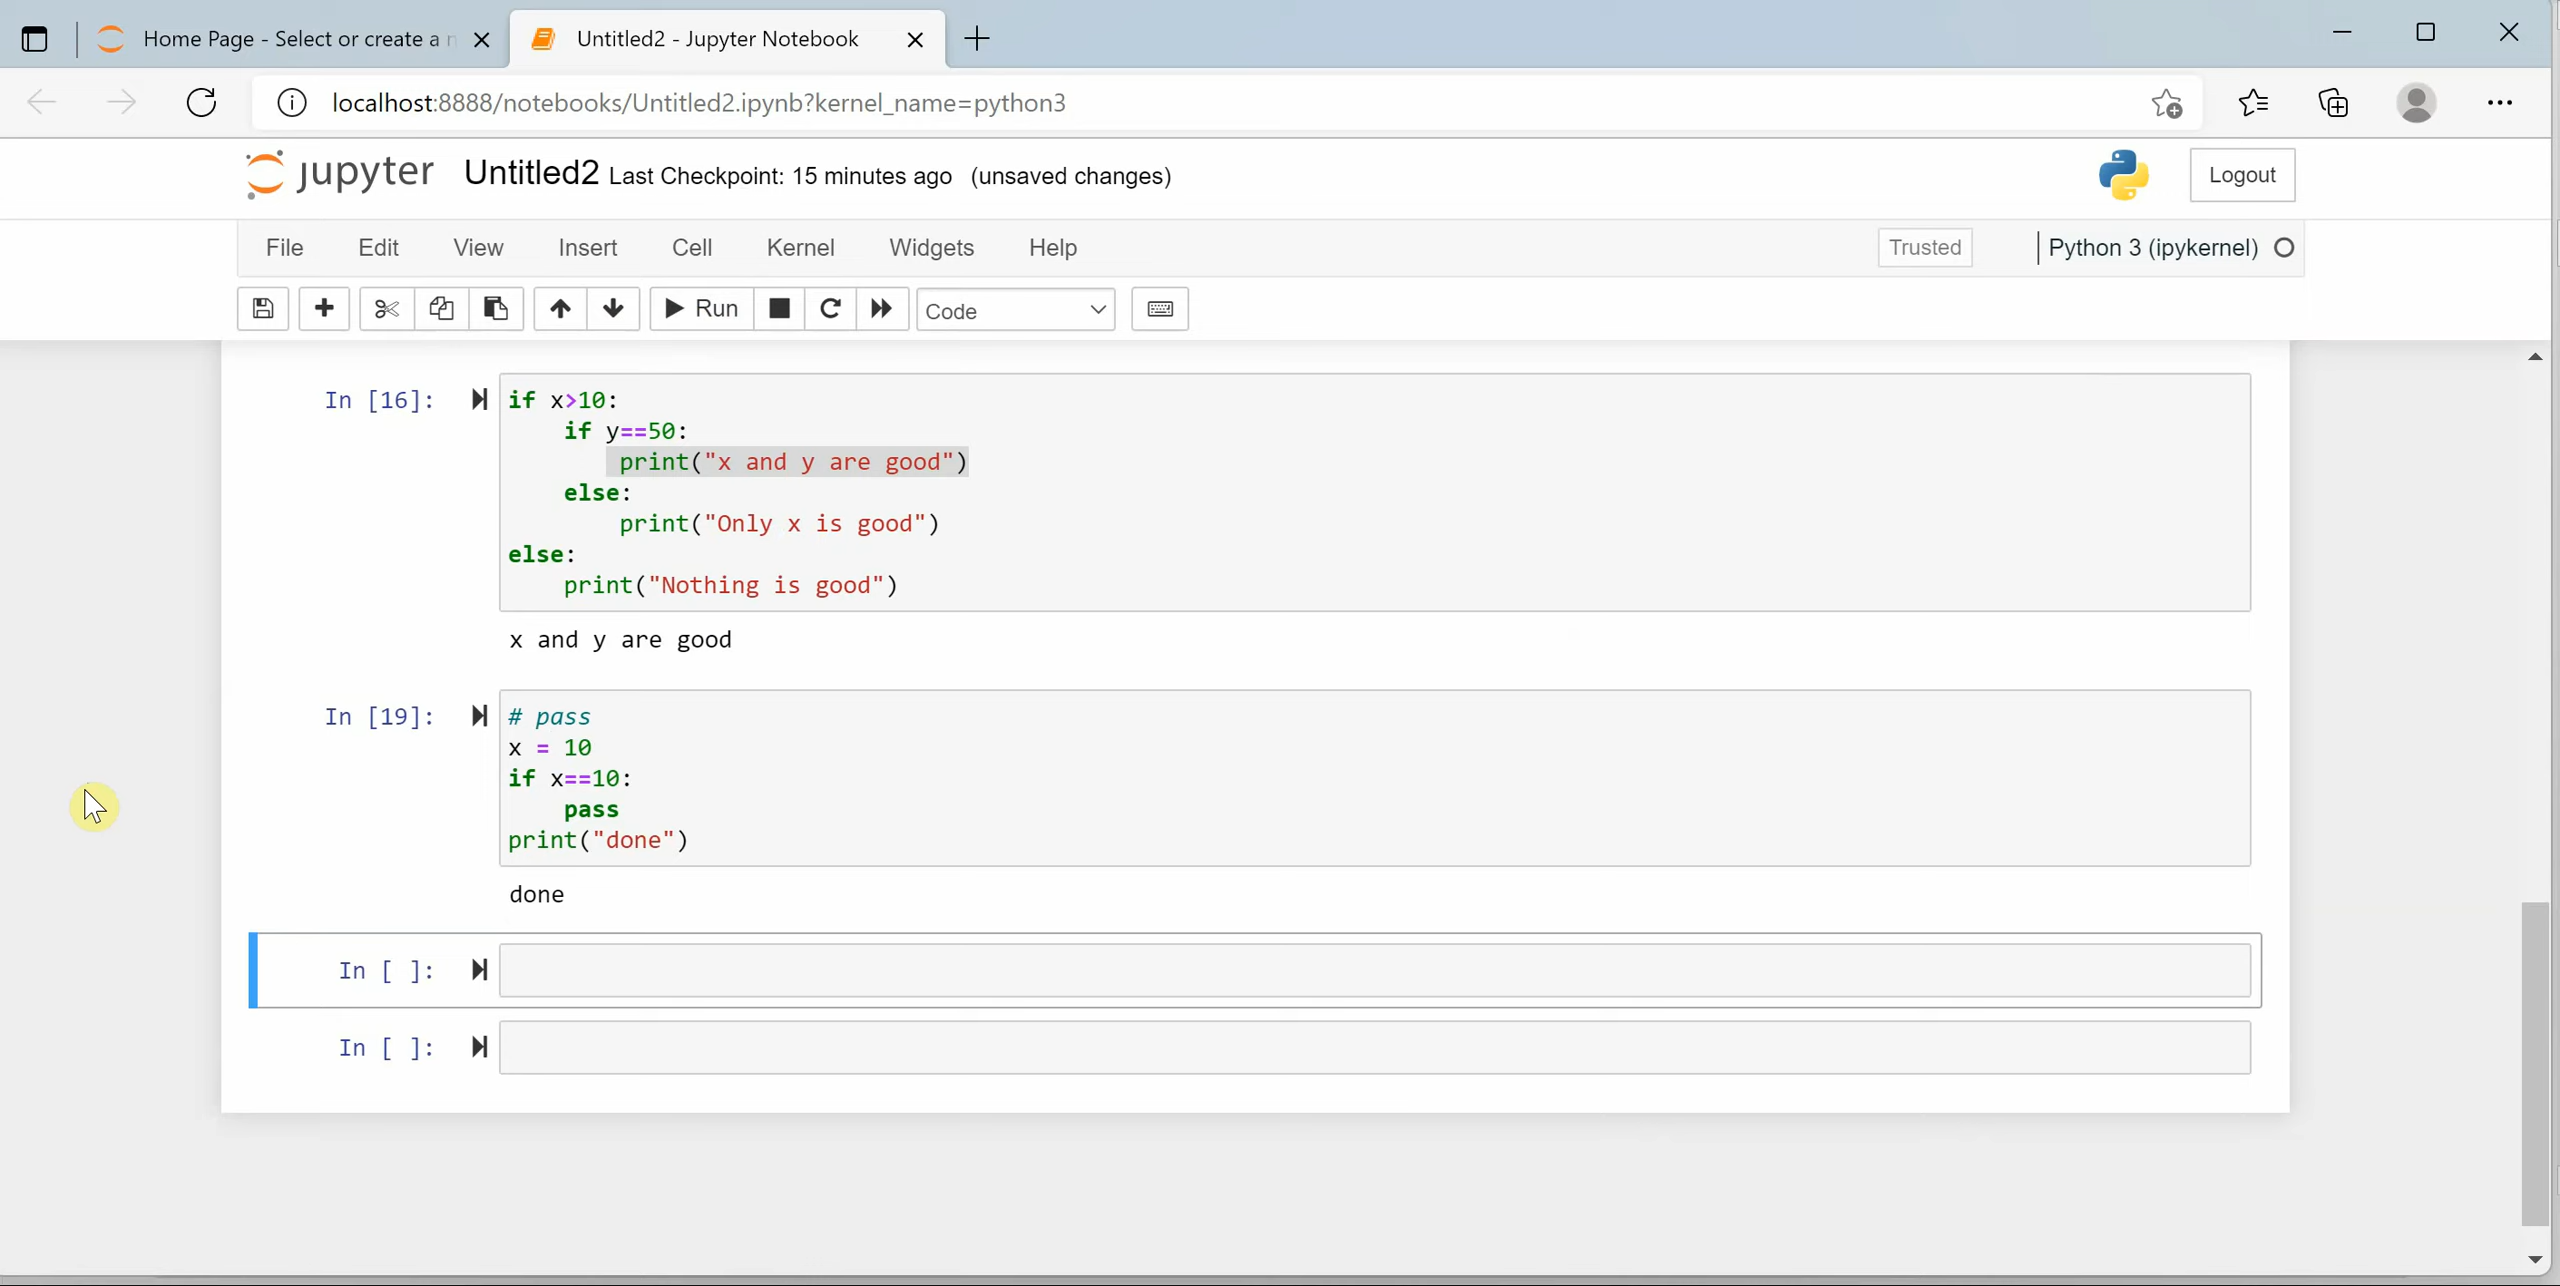 Home Page - Select or create a n
Untitled2 - Jupyter Notebook
localhost:8888/notebooks/Untitled2.ipynb?kernel_name=python3
jupyter Untitled2 Last Checkpoint: 15 minutes ago (unsaved changes)
Logout
File Edit View Insert Cell Kernel Widgets Help
Trusted
Python 3 (ipykernel)
Run
Code
In [16]:
if x>10:
    if y==50:
        print("x and y are good")
    else:
        print("Only x is good")
else:
    print("Nothing is good")
x and y are good
In [19]:
# pass
x = 10
if x==10:
    pass
print("done")
done
In [ ]:
In [ ]: